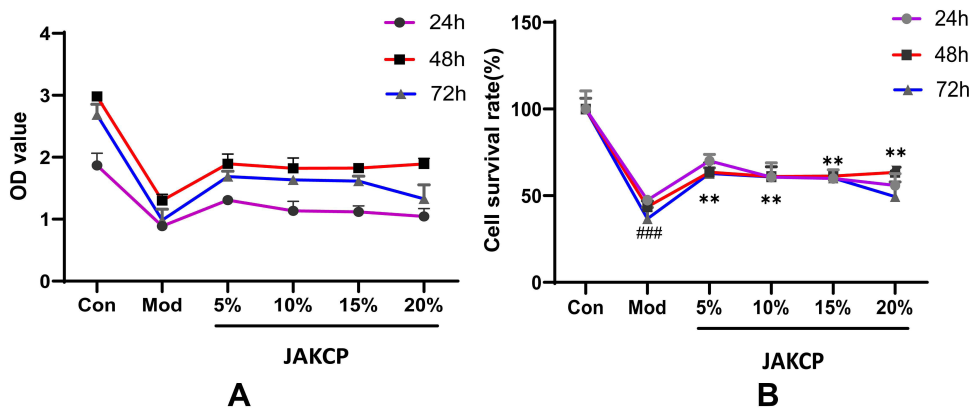 24h
48h
72h
OD value
4
3
2
1
0
Con Mod 5% 10% 15% 20%
JAKCP
A
24h
48h
72h
Cell survival rate(%)
150
100
50
0
###
**
**
**
**
Con Mod 5% 10% 15% 20%
JAKCP
B